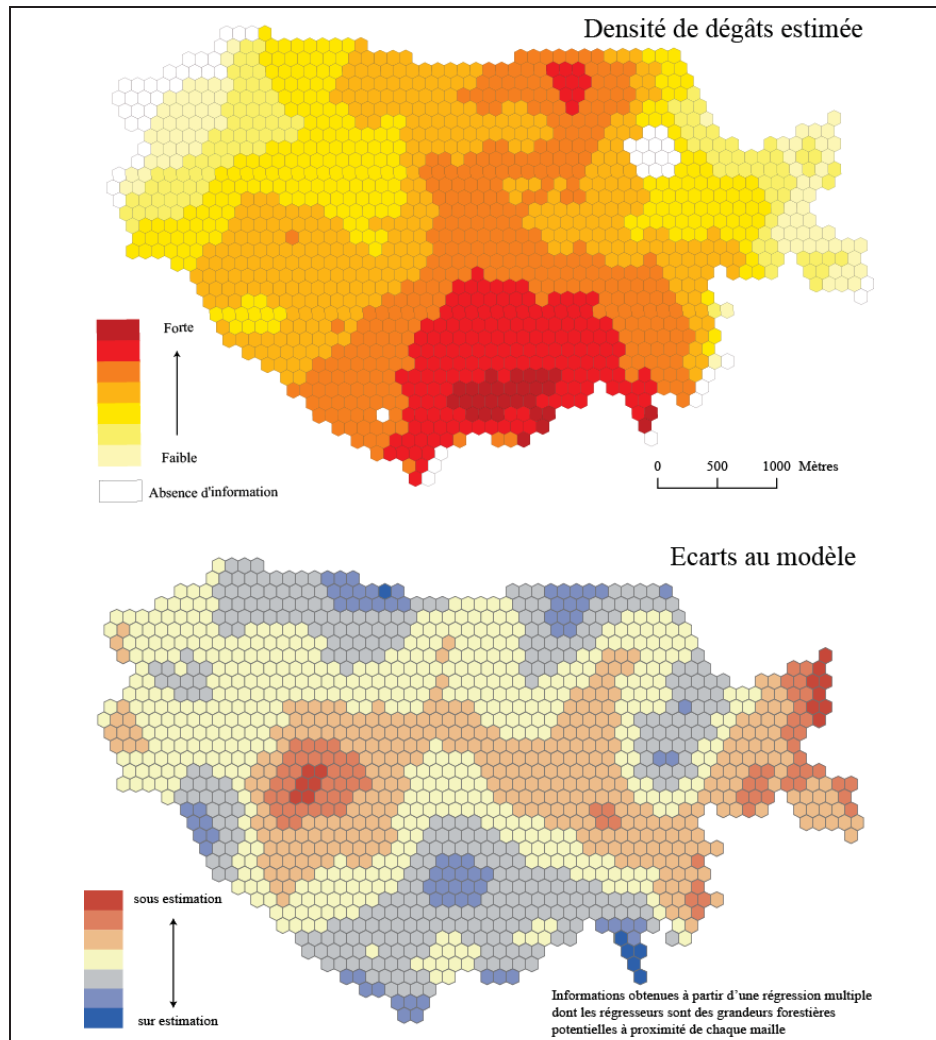 Densité de dégâts estimée
Forte
Faible
Absence d'information
0 500 1000 Mètres
Ecarts au modèle
sous estimation
sur estimation
Informations obtenues à partir d'une régression multiple
dont les régresseurs sont des grandeurs forestières
potentielles à proximité de chaque maille